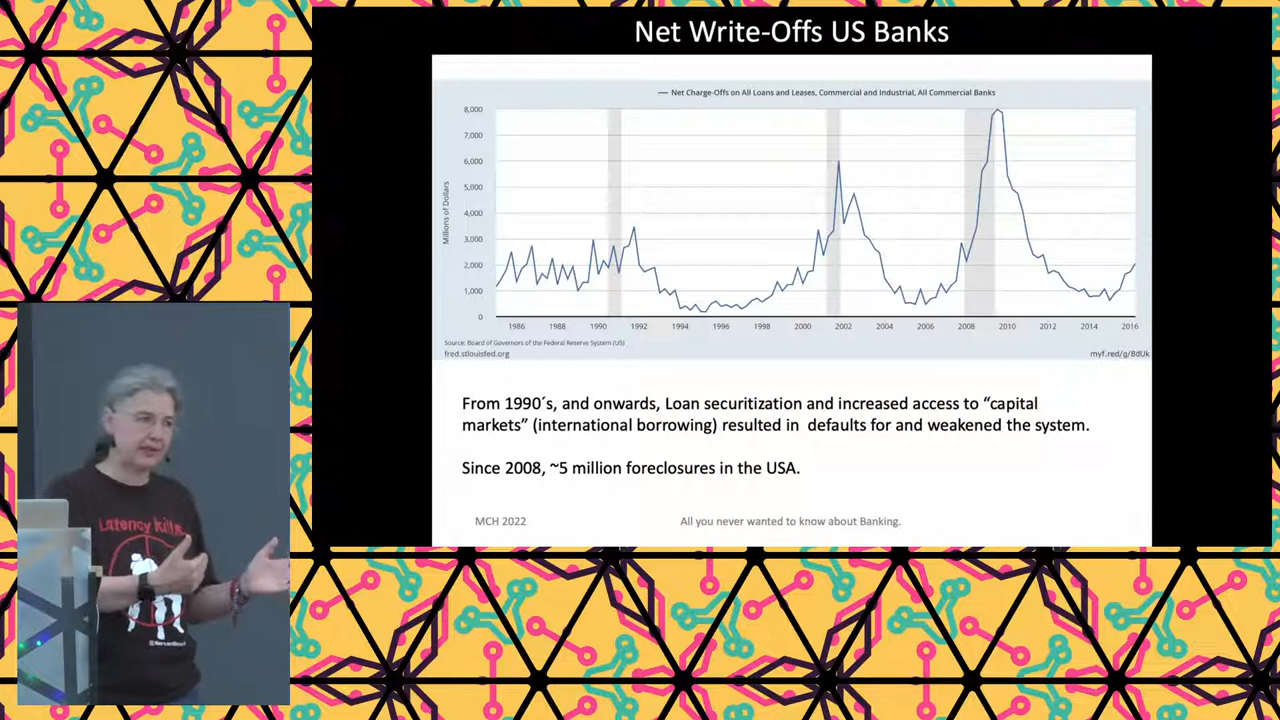 Net Write-Offs US Banks
Net Charge-Offs on All Loans and Leases, Commercial and Industrial, All Commercial Banks
8,000
7,000
6,000
5,000
4,000
3,000
2,000
1,000
0
Millions of Dollars
1986 1988 1990 1992 1994 1996 1998 2000 2002 2004 2006 2008 2010 2012 2014 2016
Source: Board of Governors of the Federal Reserve System (US)
fred.stlouisfed.org myf.red/g/8dUk
From 1990´s, and onwards, Loan securitization and increased access to “capital
markets” (international borrowing) resulted in defaults for and weakened the system.
Since 2008, ~5 million foreclosures in the USA.
MCH 2022 All you never wanted to know about Banking.
Latency kills